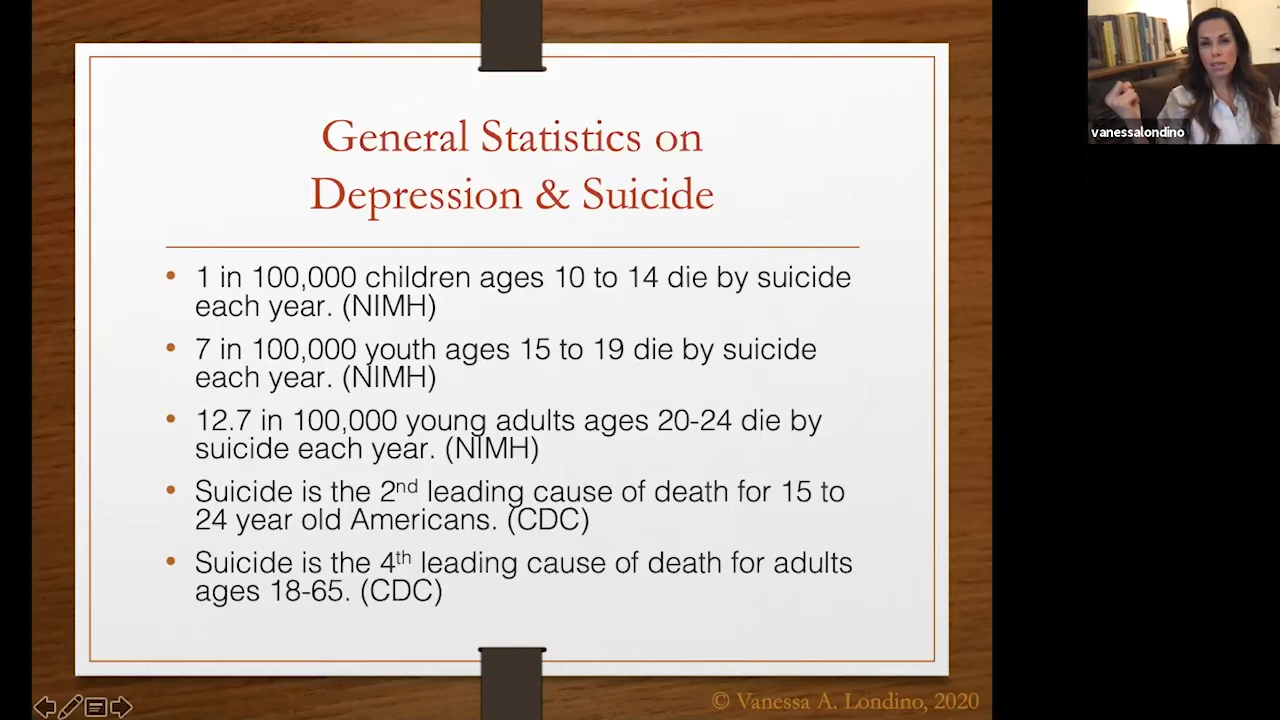 General Statistics on
Depression & Suicide
• 1 in 100,000 children ages 10 to 14 die by suicide
each year. (NIMH)
• 7 in 100,000 youth ages 15 to 19 die by suicide
each year. (NIMH)
• 12.7 in 100,000 young adults ages 20-24 die by
suicide each year. (NIMH)
• Suicide is the 2nd leading cause of death for 15 to
24 year old Americans. (CDC)
• Suicide is the 4th leading cause of death for adults
ages 18-65. (CDC)
© Vanessa A. Londino, 2020
vanessalondino